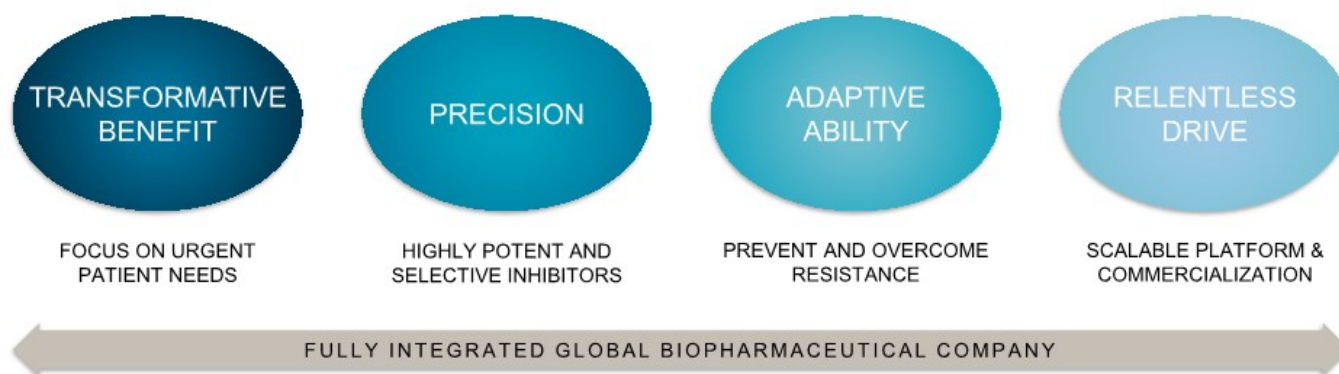 TRANSFORMATIVE
BENEFIT
PRECISION
ADAPTIVE
ABILITY
RELENTLESS
DRIVE
FOCUS ON URGENT
PATIENT NEEDS
HIGHLY POTENT AND
SELECTIVE INHIBITORS
PREVENT AND OVERCOME
RESISTANCE
SCALABLE PLATFORM &
COMMERCIALIZATION
FULLY INTEGRATED GLOBAL BIOPHARMACEUTICAL COMPANY